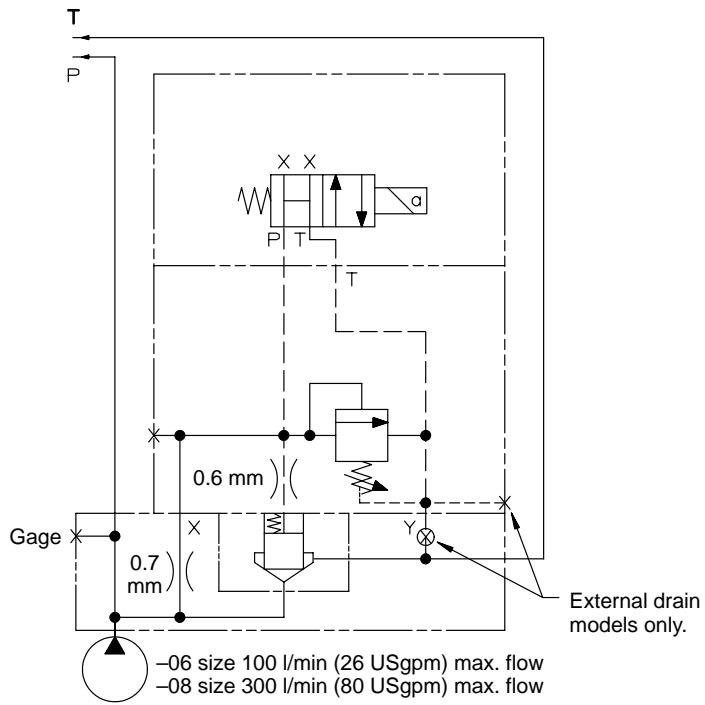 T
P
X X
a
P T
T
0.6 mm
Gage
X
Y
0.7
mm
External drain
models only.
–06 size 100 l/min (26 USgpm) max. flow
–08 size 300 l/min (80 USgpm) max. flow